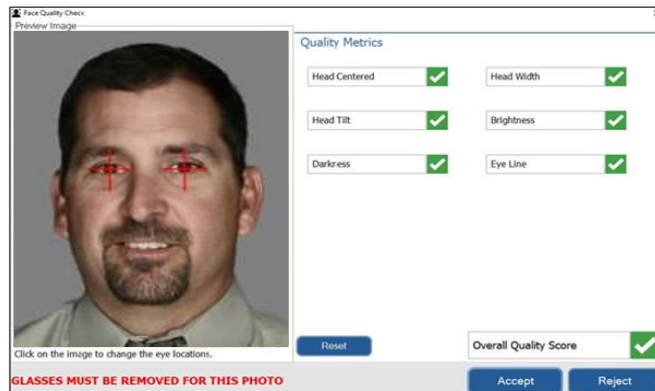 Face Quality Check
Preview Image
Quality Metrics
Head Centered
Head Width
Head Tilt
Brightness
Darkness
Eye Line
Click on the image to change the eye locations.
Reset
Overall Quality Score
GLASSES MUST BE REMOVED FOR THIS PHOTO
Accept
Reject